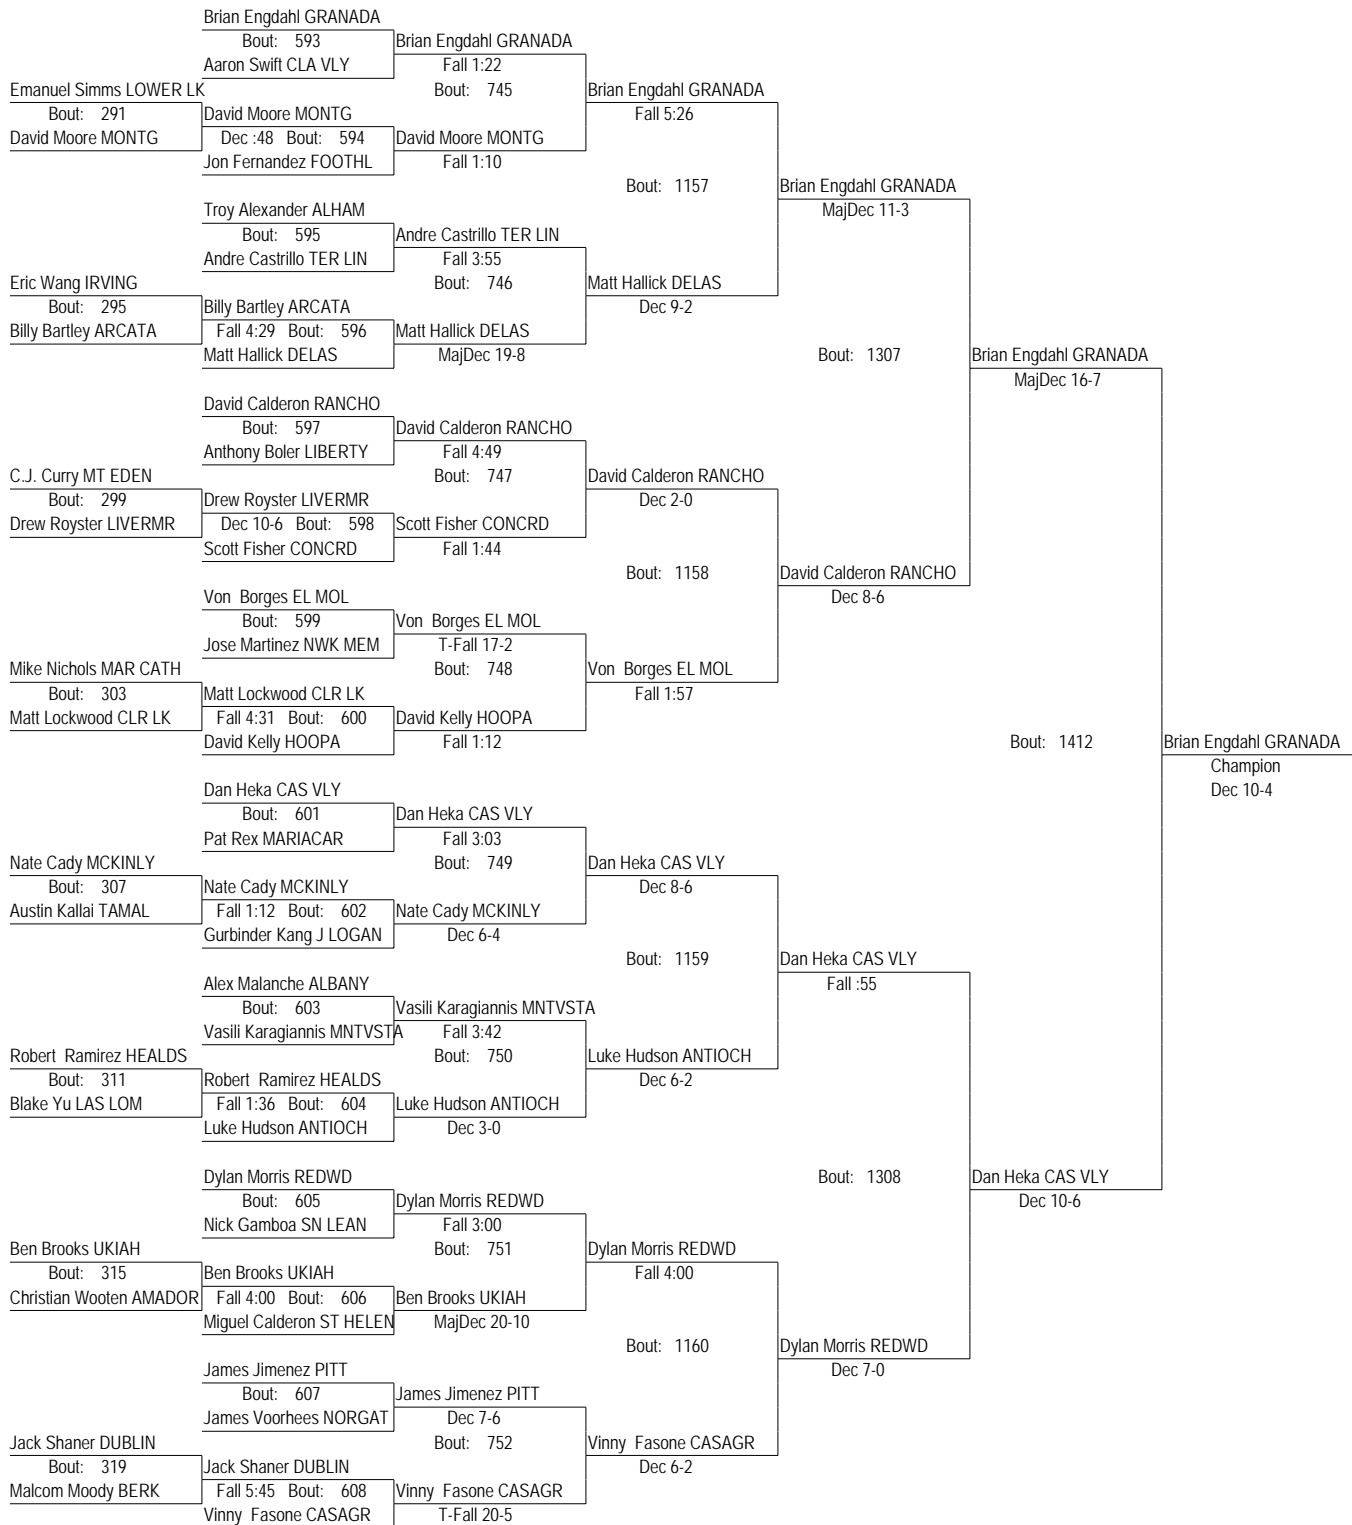 Brian Engdahl GRANADA
Bout: 593 Brian Engdahl GRANADA
Aaron Swift CLA VLY Fall 1:22
Emanuel Simms LOWER LK Bout: 745 Brian Engdahl GRANADA
Bout: 291 David Moore MONTG Fall 5:26
David Moore MONTG Dec :48 Bout: 594 David Moore MONTG
Jon Fernandez FOOTHL Fall 1:10
Bout: 1157 Brian Engdahl GRANADA
Troy Alexander ALHAM MajDec 11-3
Bout: 595 Andre Castrillo TER LIN
Andre Castrillo TER LIN Fall 3:55
Eric Wang IRVING Bout: 746 Matt Hallick DELAS
Bout: 295 Billy Bartley ARCATA Dec 9-2
Billy Bartley ARCATA Fall 4:29 Bout: 596 Matt Hallick DELAS
Matt Hallick DELAS MajDec 19-8 Bout: 1307 Brian Engdahl GRANADA
MajDec 16-7
David Calderon RANCHO
Bout: 597 David Calderon RANCHO
Anthony Boler LIBERTY Fall 4:49
C.J. Curry MT EDEN Bout: 747 David Calderon RANCHO
Bout: 299 Drew Royster LIVERMR Dec 2-0
Drew Royster LIVERMR Dec 10-6 Bout: 598 Scott Fisher CONCRD
Scott Fisher CONCRD Fall 1:44
Bout: 1158 David Calderon RANCHO
Von Borges EL MOL Dec 8-6
Bout: 599 Von Borges EL MOL
Jose Martinez NWK MEM T-Fall 17-2
Mike Nichols MAR CATH Bout: 748 Von Borges EL MOL
Bout: 303 Matt Lockwood CLR LK Fall 1:57
Matt Lockwood CLR LK Fall 4:31 Bout: 600 David Kelly HOOPA
David Kelly HOOPA Fall 1:12 Bout: 1412 Brian Engdahl GRANADA
Champion
Dan Heka CAS VLY Dec 10-4
Bout: 601 Dan Heka CAS VLY
Pat Rex MARIACAR Fall 3:03
Nate Cady MCKINLY Bout: 749 Dan Heka CAS VLY
Bout: 307 Nate Cady MCKINLY Dec 8-6
Austin Kallai TAMAL Fall 1:12 Bout: 602 Nate Cady MCKINLY
Gurbinder Kang J LOGAN Dec 6-4
Bout: 1159 Dan Heka CAS VLY
Alex Malanche ALBANY Fall :55
Bout: 603 Vasili Karagiannis MNTVSTA
Vasili Karagiannis MNTVSTA Fall 3:42
Robert Ramirez HEALDS Bout: 750 Luke Hudson ANTIOCH
Bout: 311 Robert Ramirez HEALDS Dec 6-2
Blake Yu LAS LOM Fall 1:36 Bout: 604 Luke Hudson ANTIOCH
Luke Hudson ANTIOCH Dec 3-0
Dylan Morris REDWD Bout: 1308 Dan Heka CAS VLY
Bout: 605 Dylan Morris REDWD Dec 10-6
Nick Gamboa SN LEAN Fall 3:00
Ben Brooks UKIAH Bout: 751 Dylan Morris REDWD
Bout: 315 Ben Brooks UKIAH Fall 4:00
Christian Wooten AMADOR Fall 4:00 Bout: 606 Ben Brooks UKIAH
Miguel Calderon ST HELEN MajDec 20-10
Bout: 1160 Dylan Morris REDWD
James Jimenez PITT Dec 7-0
Bout: 607 James Jimenez PITT
James Voorhees NORGAT Dec 7-6
Jack Shaner DUBLIN Bout: 752 Vinny Fasone CASAGR
Bout: 319 Jack Shaner DUBLIN Dec 6-2
Malcom Moody BERK Fall 5:45 Bout: 608 Vinny Fasone CASAGR
Vinny Fasone CASAGR T-Fall 20-5